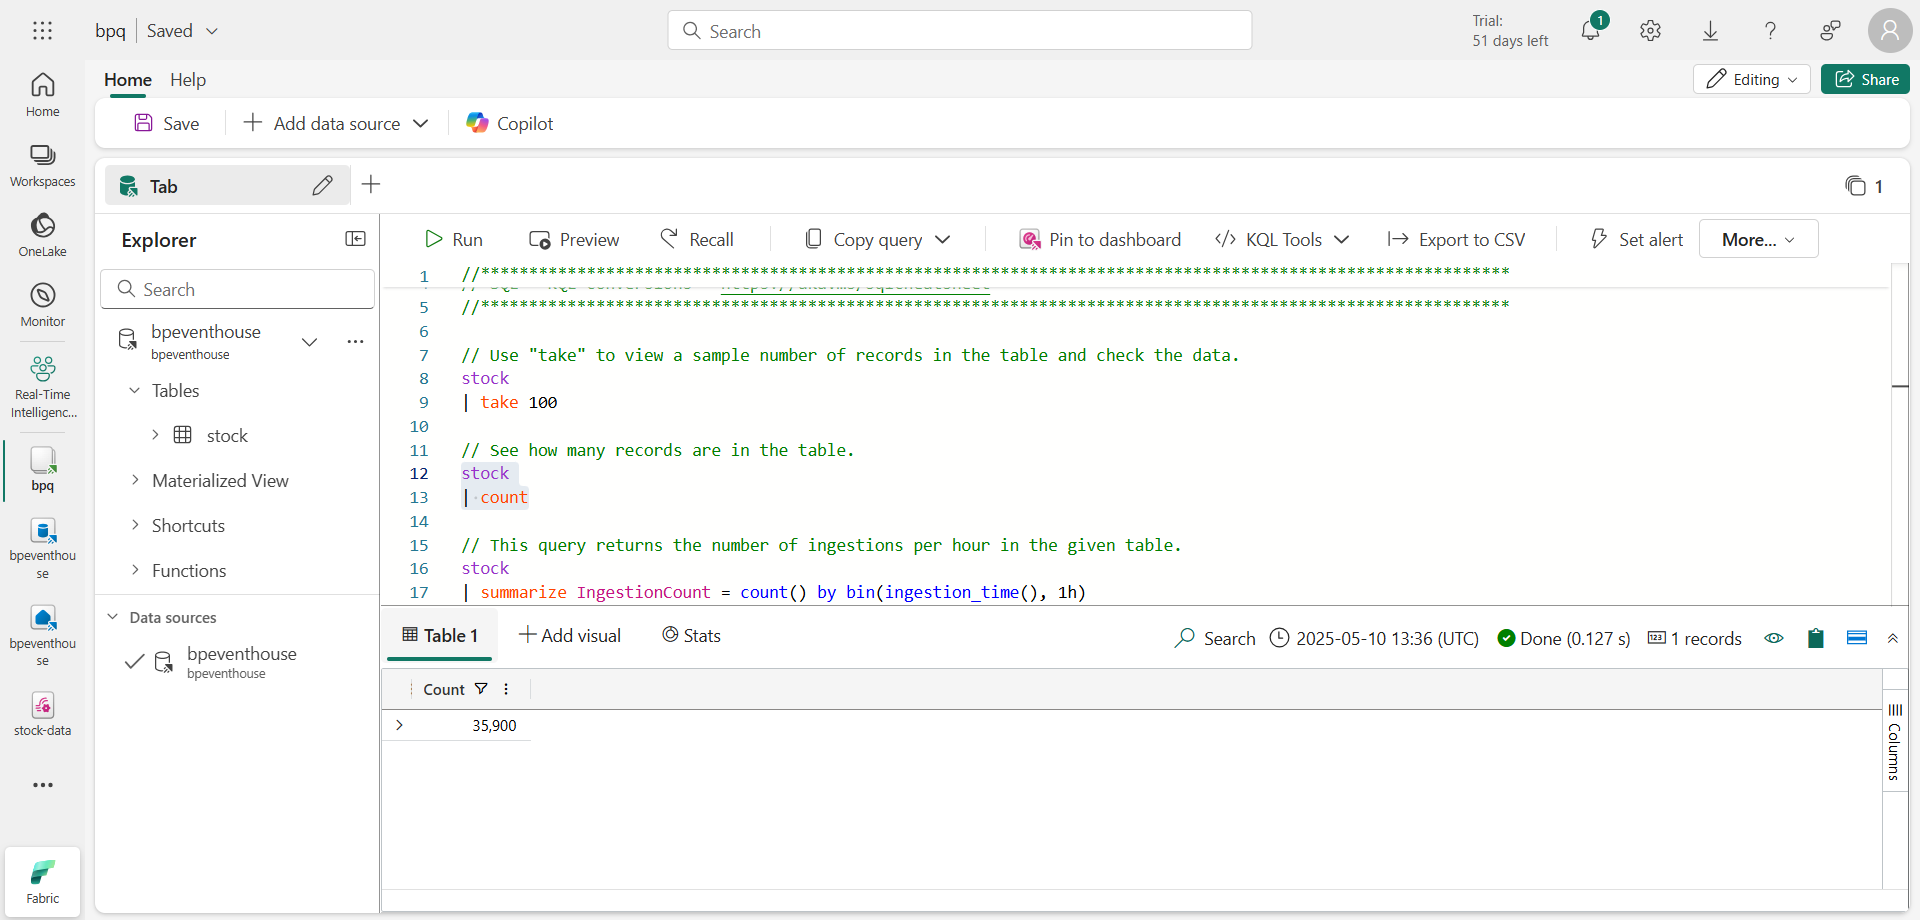 bpq Saved
Search
Trial:
51 days left
1
Home Help
Editing
Share
Save
Add data source
Copilot
Home
Workspaces
OneLake
Monitor
Real-Time
Intelligenc...
bpq
bpeventhou
se
bpeventhou
se
stock-data
Fabric
Tab
1
Explorer
Search
bpeventhouse
bpeventhouse
Tables
stock
Materialized View
Shortcuts
Functions
Data sources
bpeventhouse
bpeventhouse
Run
Preview
Recall
Copy query
Pin to dashboard
KQL Tools
Export to CSV
Set alert
More...
1 //***********************************************************************************************************
5 //***********************************************************************************************************
6
7 // Use "take" to view a sample number of records in the table and check the data.
8 stock
9 | take 100
10
11 // See how many records are in the table.
12 stock
13 | count
14
15 // This query returns the number of ingestions per hour in the given table.
16 stock
17 | summarize IngestionCount = count() by bin(ingestion_time(), 1h)
Table 1
Add visual
Stats
Search
2025-05-10 13:36 (UTC)
Done (0.127 s)
1 records
Count
35,900
Columns